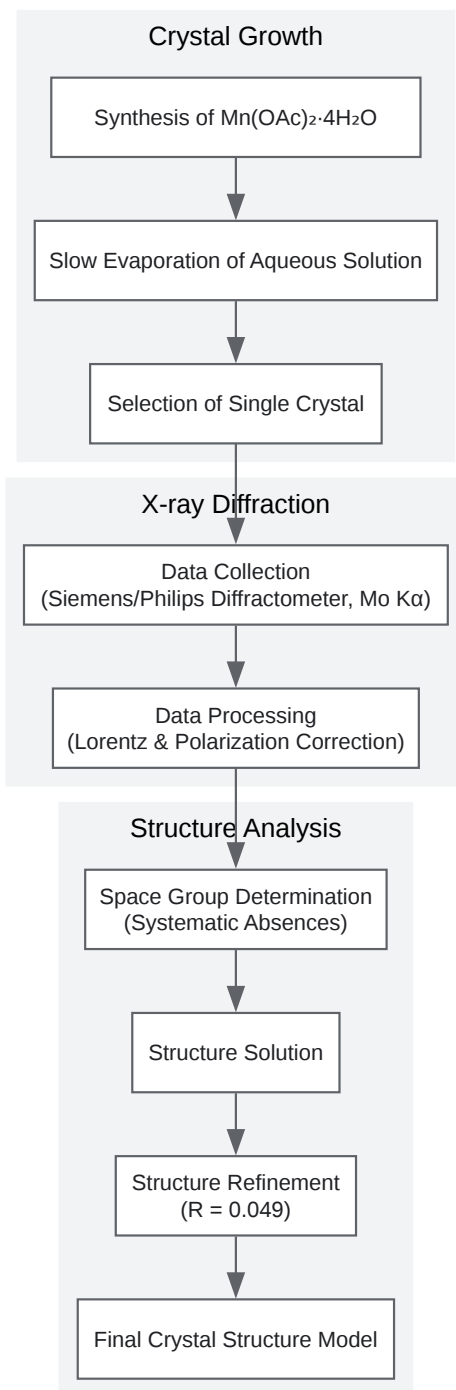 Crystal Growth
Synthesis of Mn(OAc)₂·4H₂O
Slow Evaporation of Aqueous Solution
Selection of Single Crystal
X-ray Diffraction
Data Collection
(Siemens/Philips Diffractometer, Mo Kα)
Data Processing
(Lorentz & Polarization Correction)
Structure Analysis
Space Group Determination
(Systematic Absences)
Structure Solution
Structure Refinement
(R = 0.049)
Final Crystal Structure Model